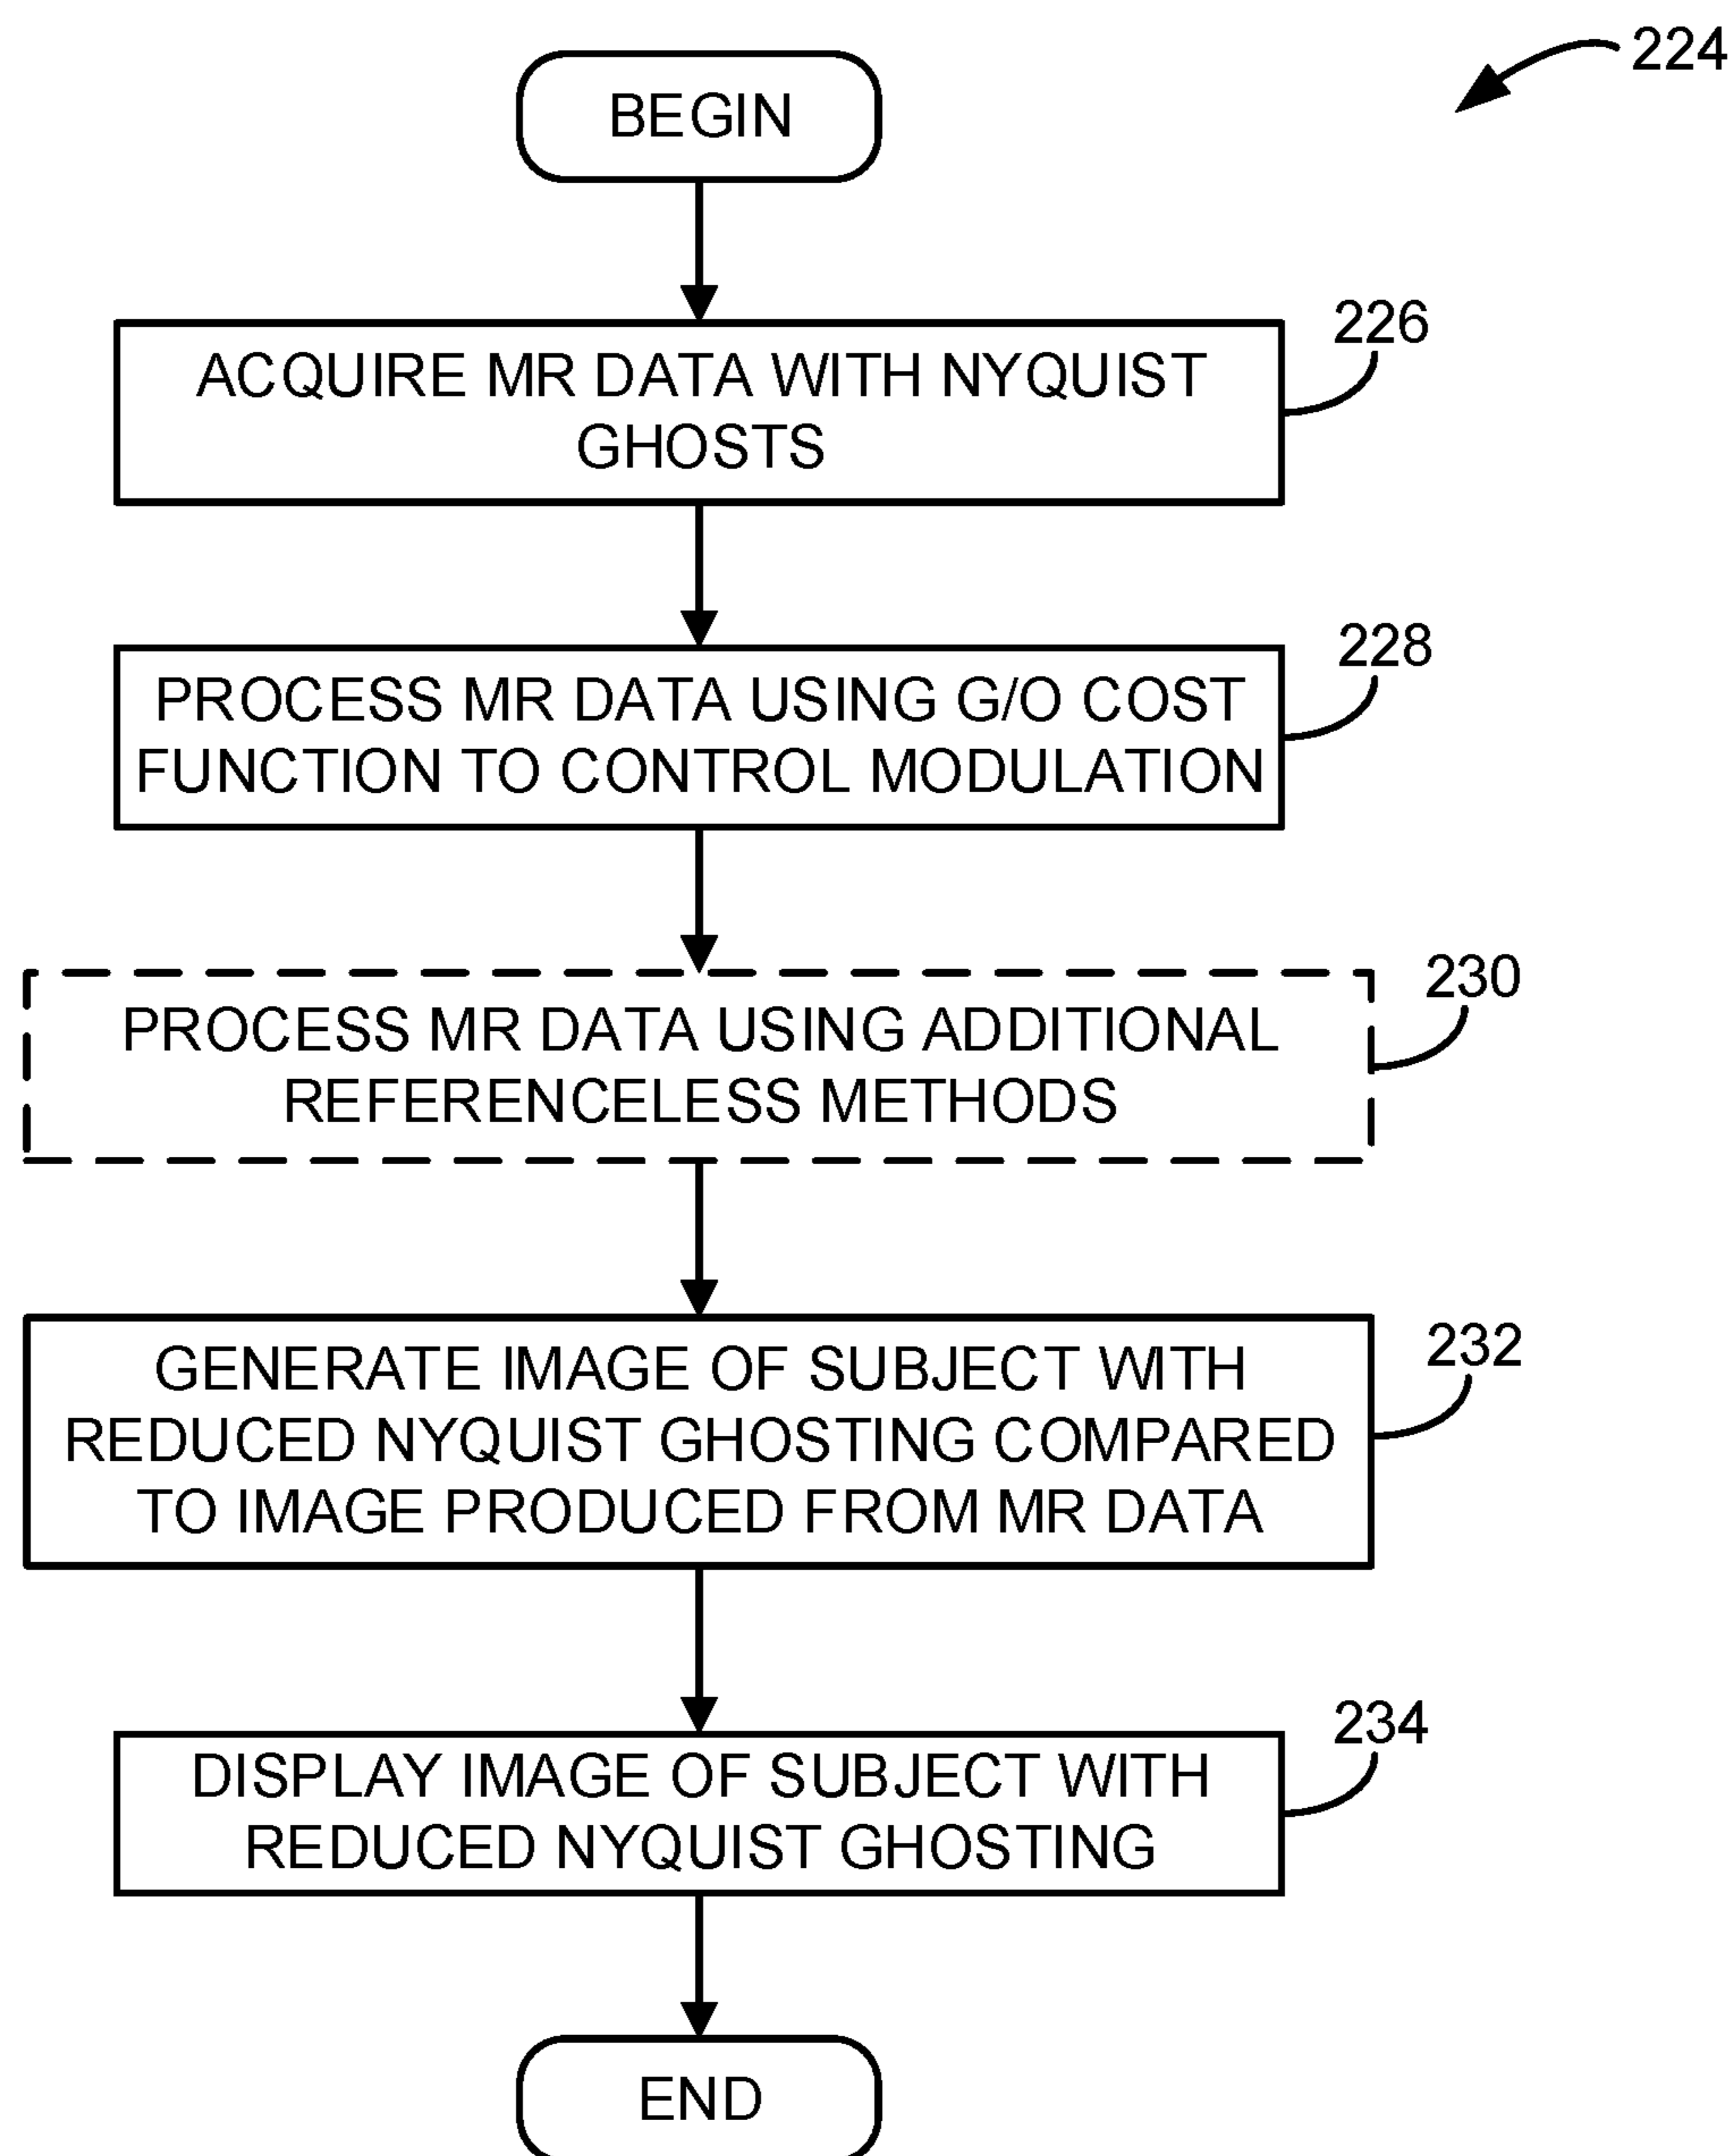 224
BEGIN
226
ACQUIRE MR DATA WITH NYQUIST
GHOSTS
228
PROCESS MR DATA USING G/O COST
FUNCTION TO CONTROL MODULATION
230
PROCESS MR DATA USING ADDITIONAL
REFERENCELESS METHODS
232
GENERATE IMAGE OF SUBJECT WITH
REDUCED NYQUIST GHOSTING COMPARED
TO IMAGE PRODUCED FROM MR DATA
234
DISPLAY IMAGE OF SUBJECT WITH
REDUCED NYQUIST GHOSTING
END